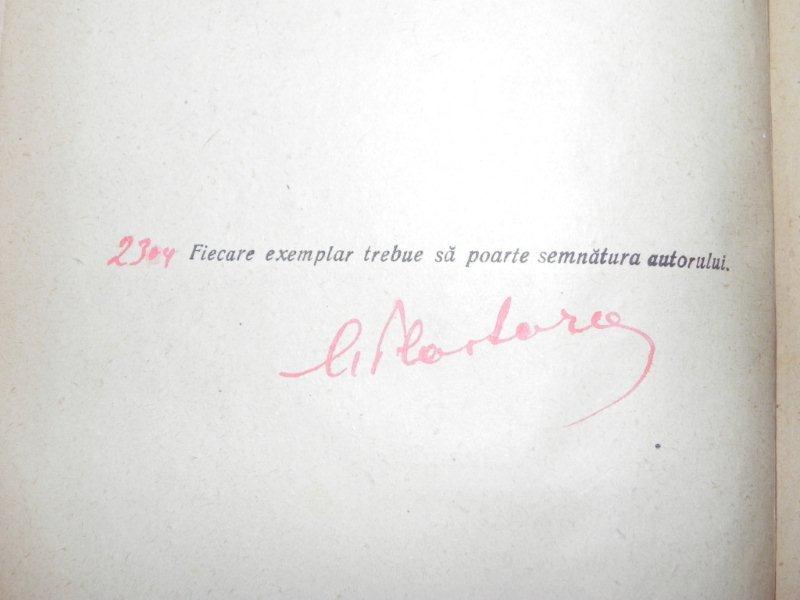 2304 Fiecare exemplar trebue să poarte semnătura autorului.